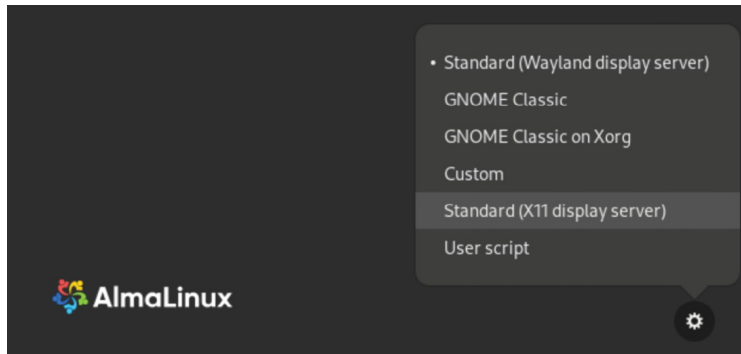 • Standard (Wayland display server)
GNOME Classic
GNOME Classic on Xorg
Custom
Standard (X11 display server)
User script
AlmaLinux